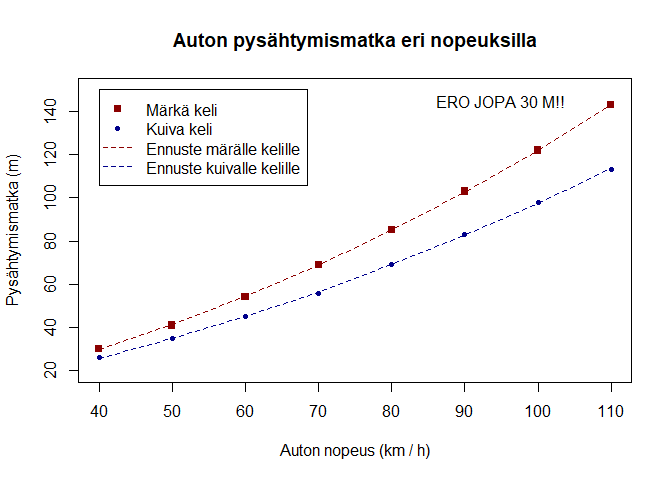 Auton pysähtymismatka eri nopeuksilla
ERO JOPA 30 M!!
Märkä keli
Kuiva keli
Ennuste märälle kelille
Ennuste kuivalle kelille
Pysähtymismatka (m)
140
120
100
80
60
40
20
40 50 60 70 80 90 100 110
Auton nopeus (km / h)